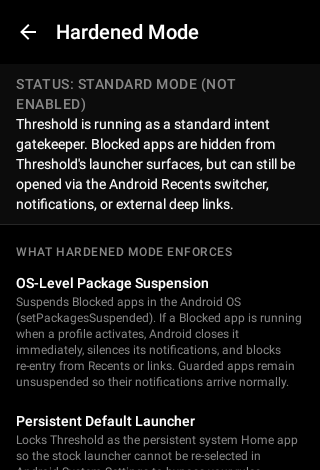 Hardened Mode
STATUS: STANDARD MODE (NOT
ENABLED)
Threshold is running as a standard intent
gatekeeper. Blocked apps are hidden from
Threshold's launcher surfaces, but can still be
opened via the Android Recents switcher,
notifications, or external deep links.
WHAT HARDENED MODE ENFORCES
OS-Level Package Suspension
Suspends Blocked apps in the Android OS
(setPackagesSuspended). If a Blocked app is running
when a profile activates, Android closes it
immediately, silences its notifications, and blocks
re-entry from Recents or links. Guarded apps remain
unsuspended so their notifications arrive normally.
Persistent Default Launcher
Locks Threshold as the persistent system Home app
so the stock launcher cannot be re-selected in